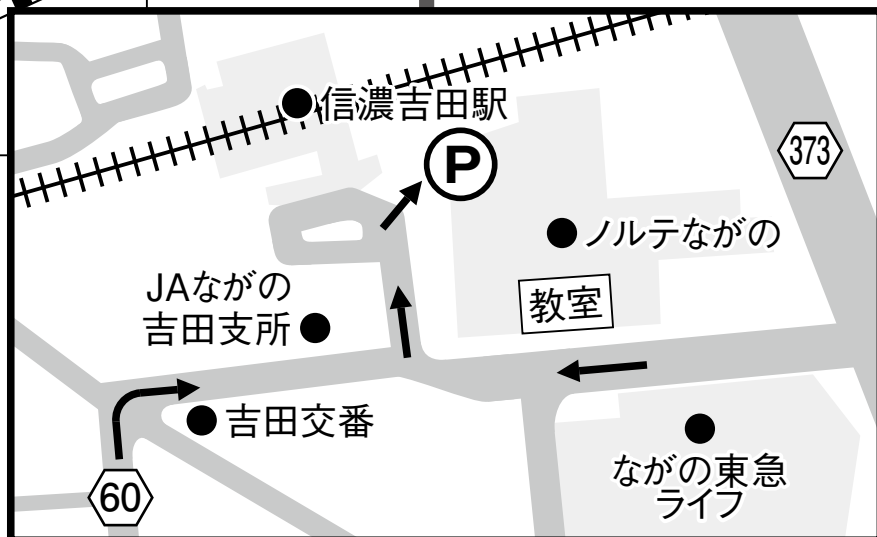 信濃吉田駅
P
373
ノルテながの
JAながの
吉田支所
教室
吉田交番
ながの東急
ライフ
60